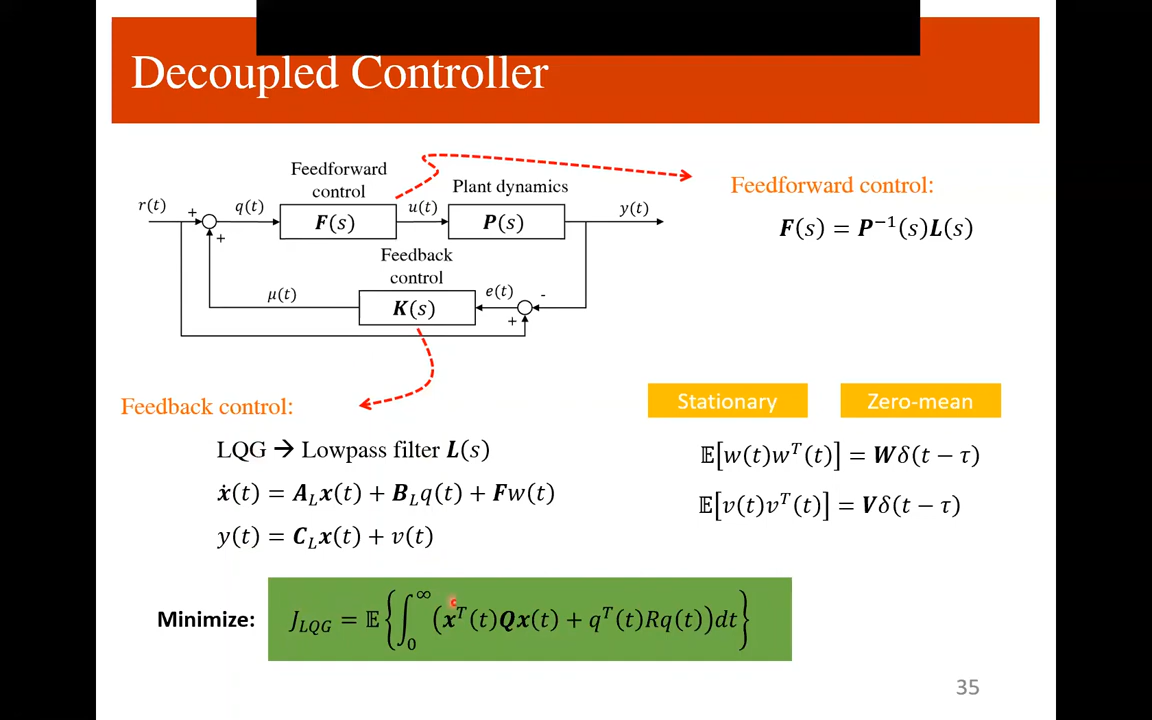 Decoupled Controller
Feedforward
control
Plant dynamics
r(t)
+
q(t)
F(s)
u(t)
P(s)
y(t)
+
Feedback
control
μ(t)
K(s)
e(t)
-
+
Feedforward control:
F(s) = P⁻¹(s)L(s)
Feedback control:
LQG → Lowpass filter L(s)
ẋ(t) = A_L x(t) + B_L q(t) + Fw(t)
y(t) = C_L x(t) + v(t)
Stationary
Zero-mean
𝔼[w(t)wᵀ(t)] = Wδ(t − τ)
𝔼[v(t)vᵀ(t)] = Vδ(t − τ)
Minimize:
J_LQG = 𝔼{∫₀^∞ (xᵀ(t)Qx(t) + qᵀ(t)Rq(t))dt}
35